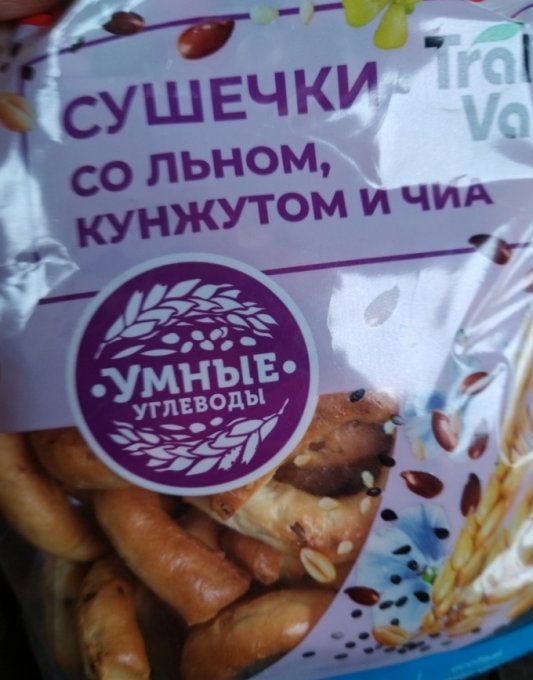 СУШЕЧКИ
СО ЛЬНОМ,
КУНЖУТОМ И ЧИА
УМНЫЕ
УГЛЕВОДЫ